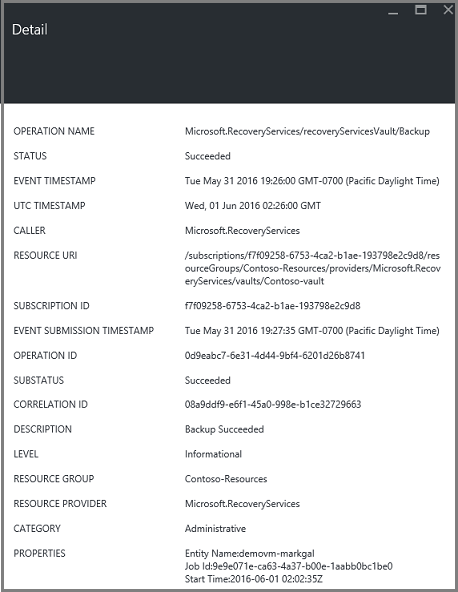 Detail
OPERATION NAME Microsoft.RecoveryServices/recoveryServicesVault/Backup
STATUS Succeeded
EVENT TIMESTAMP Tue May 31 2016 19:26:00 GMT-0700 (Pacific Daylight Time)
UTC TIMESTAMP Wed, 01 Jun 2016 02:26:00 GMT
CALLER Microsoft.RecoveryServices
RESOURCE URI /subscriptions/f7f09258-6753-4ca2-b1ae-193798e2c9d8/res
ourceGroups/Contoso-Resources/providers/Microsoft.Recov
eryServices/vaults/Contoso-vault
SUBSCRIPTION ID f7f09258-6753-4ca2-b1ae-193798e2c9d8
EVENT SUBMISSION TIMESTAMP Tue May 31 2016 19:27:35 GMT-0700 (Pacific Daylight Time)
OPERATION ID 0d9eabc7-6e31-4d44-9bf4-6201d26b8741
SUBSTATUS Succeeded
CORRELATION ID 08a9ddf9-e6f1-45a0-998e-b1ce32729663
DESCRIPTION Backup Succeeded
LEVEL Informational
RESOURCE GROUP Contoso-Resources
RESOURCE PROVIDER Microsoft.RecoveryServices
CATEGORY Administrative
PROPERTIES Entity Name:demovm-markgal
Job Id:9e9e071e-ca63-4a37-b00e-1aabb0bc1be0
Start Time:2016-06-01 02:02:35Z